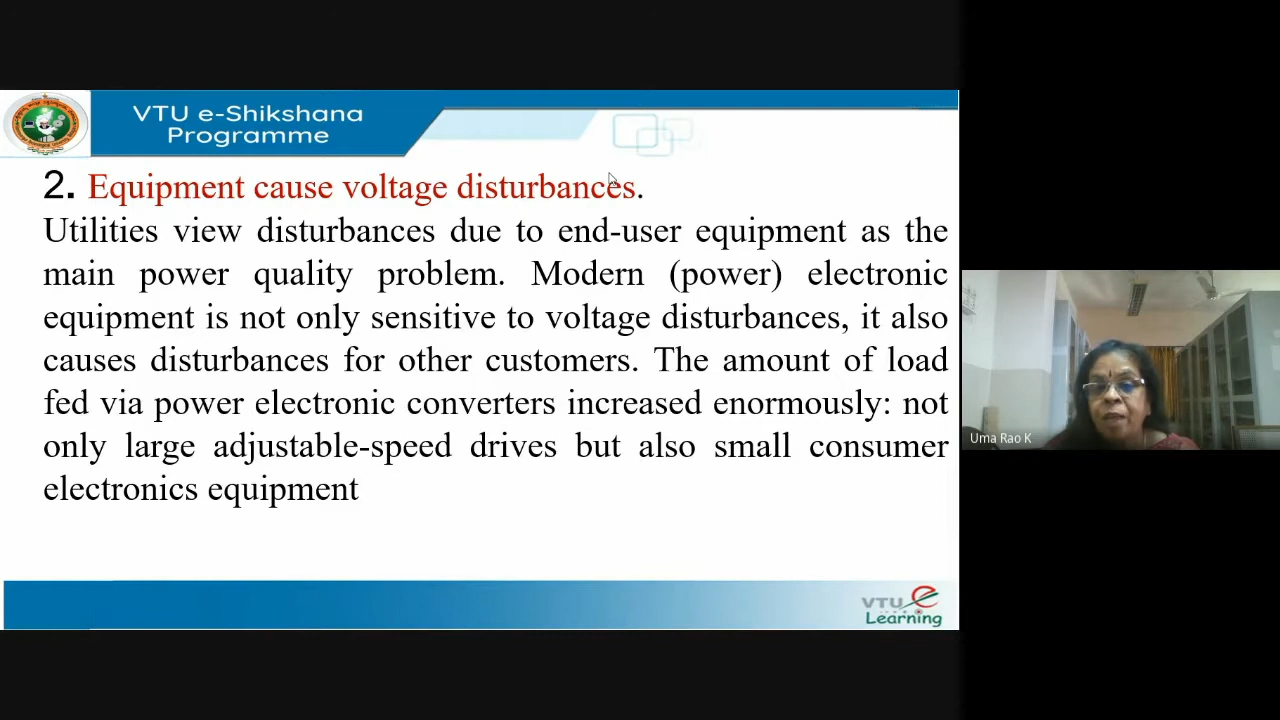 VTU e-Shikshana
Programme
2. Equipment cause voltage disturbances.
Utilities view disturbances due to end-user equipment as the
main power quality problem. Modern (power) electronic
equipment is not only sensitive to voltage disturbances, it also
causes disturbances for other customers. The amount of load
fed via power electronic converters increased enormously: not
only large adjustable-speed drives but also small consumer
electronics equipment
Uma Rao K
VTU e
Learning